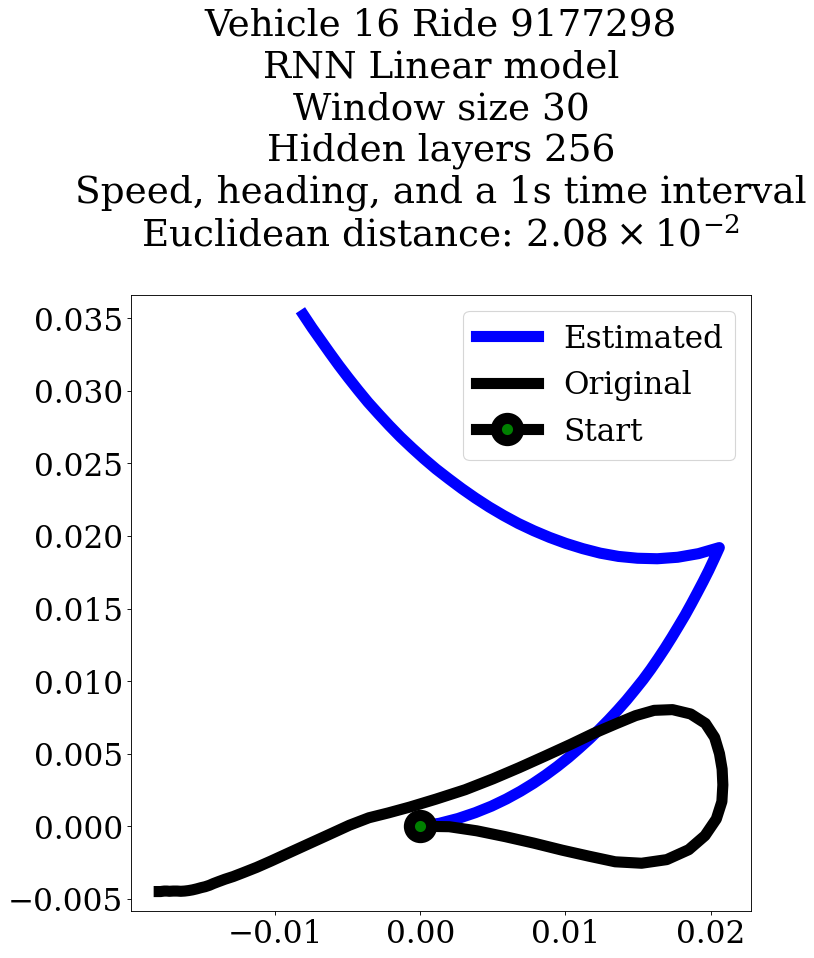 Vehicle 16 Ride 9177298
RNN Linear model
Window size 30
Hidden layers 256
Speed, heading, and a 1s time interval
Euclidean distance: 2.08 × 10⁻²
Estimated
Original
Start
0.035
0.030
0.025
0.020
0.015
0.010
0.005
0.000
−0.005
−0.01
0.00
0.01
0.02